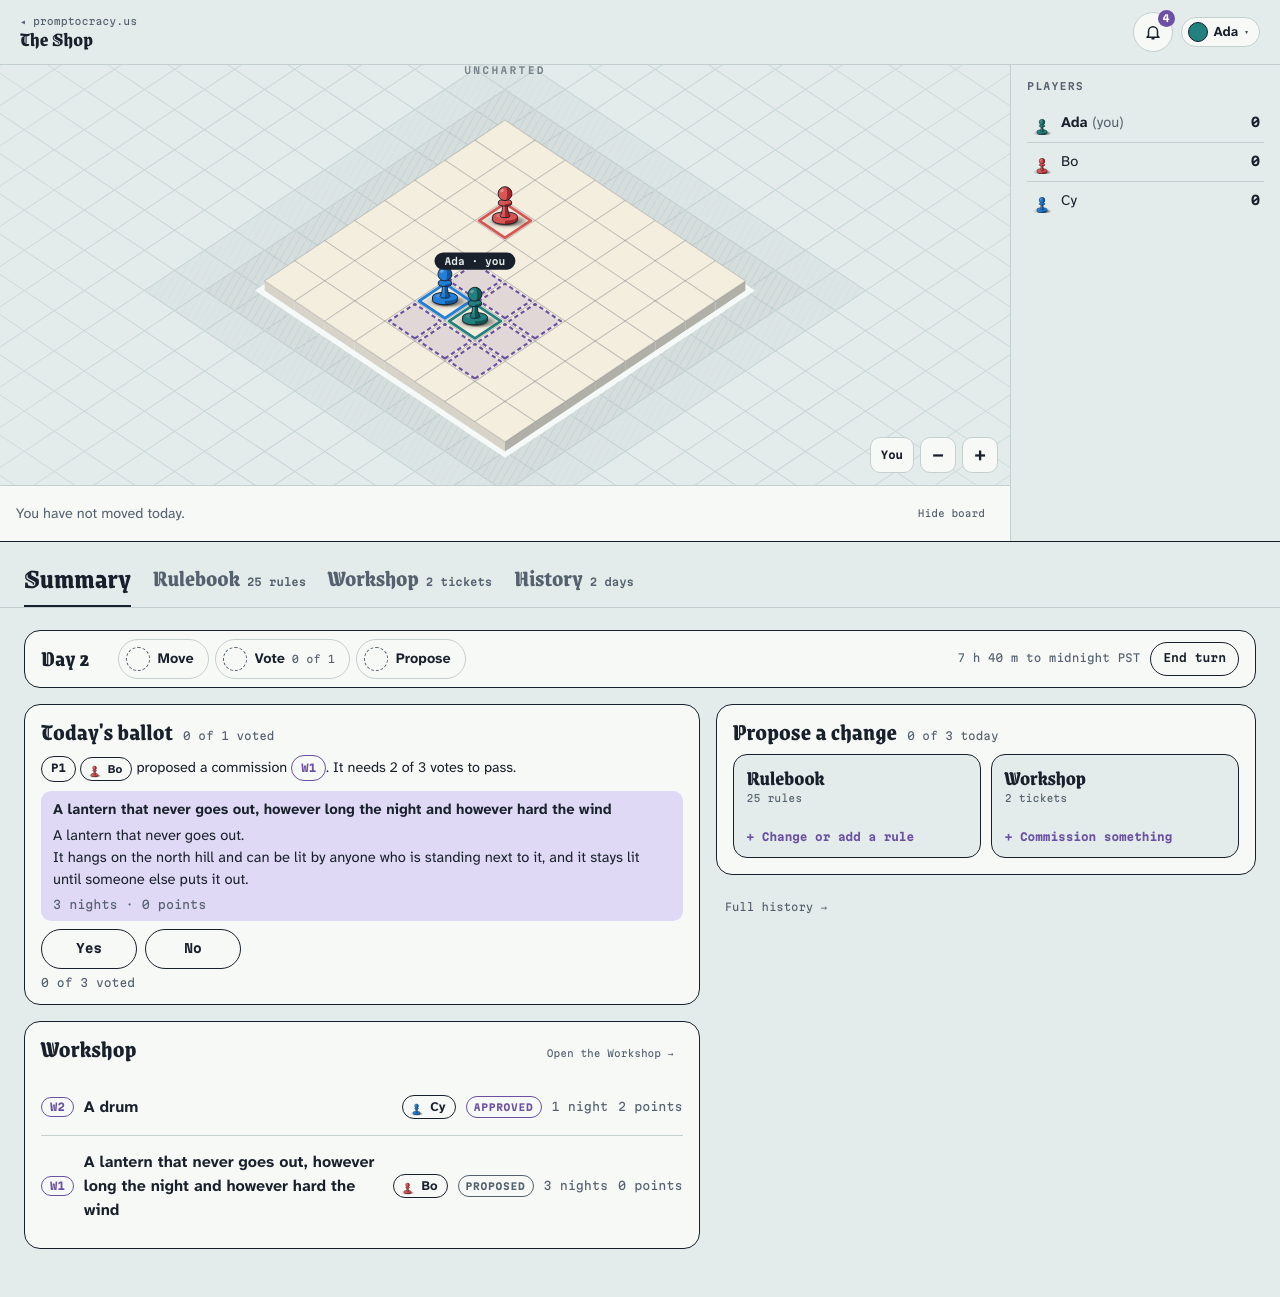 ◂ promptocracy.us
The Shop
4
Ada ▾
UNCHARTED
Ada · you
You
−
+
You have not moved today.
Hide board
PLAYERS
Ada (you) 0
Bo 0
Cy 0
Summary
Rulebook 25 rules
Workshop 2 tickets
History 2 days
Day 2
Move
Vote 0 of 1
Propose
7 h 40 m to midnight PST
End turn
Today's ballot 0 of 1 voted
P1 Bo proposed a commission W1. It needs 2 of 3 votes to pass.
A lantern that never goes out, however long the night and however hard the wind
A lantern that never goes out.
It hangs on the north hill and can be lit by anyone who is standing next to it, and it stays lit
until someone else puts it out.
3 nights · 0 points
Yes
No
0 of 3 voted
Propose a change 0 of 3 today
Rulebook
25 rules
+ Change or add a rule
Workshop
2 tickets
+ Commission something
Full history →
Workshop
Open the Workshop →
W2 A drum Cy APPROVED 1 night 2 points
W1 A lantern that never goes out, however
long the night and however hard the
wind
Bo PROPOSED 3 nights 0 points